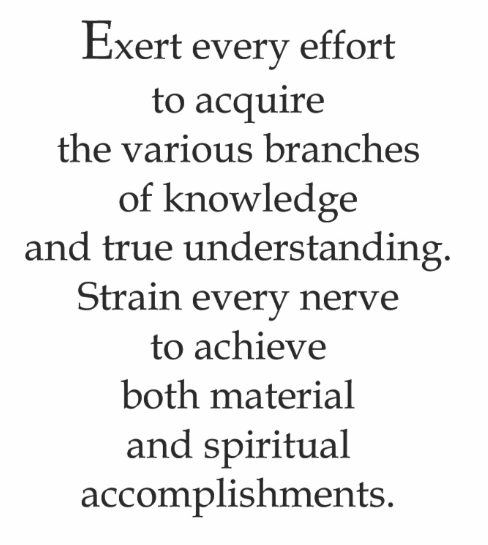 Exert every effort
to acquire
the various branches
of knowledge
and true understanding.
Strain every nerve
to achieve
both material
and spiritual
accomplishments.